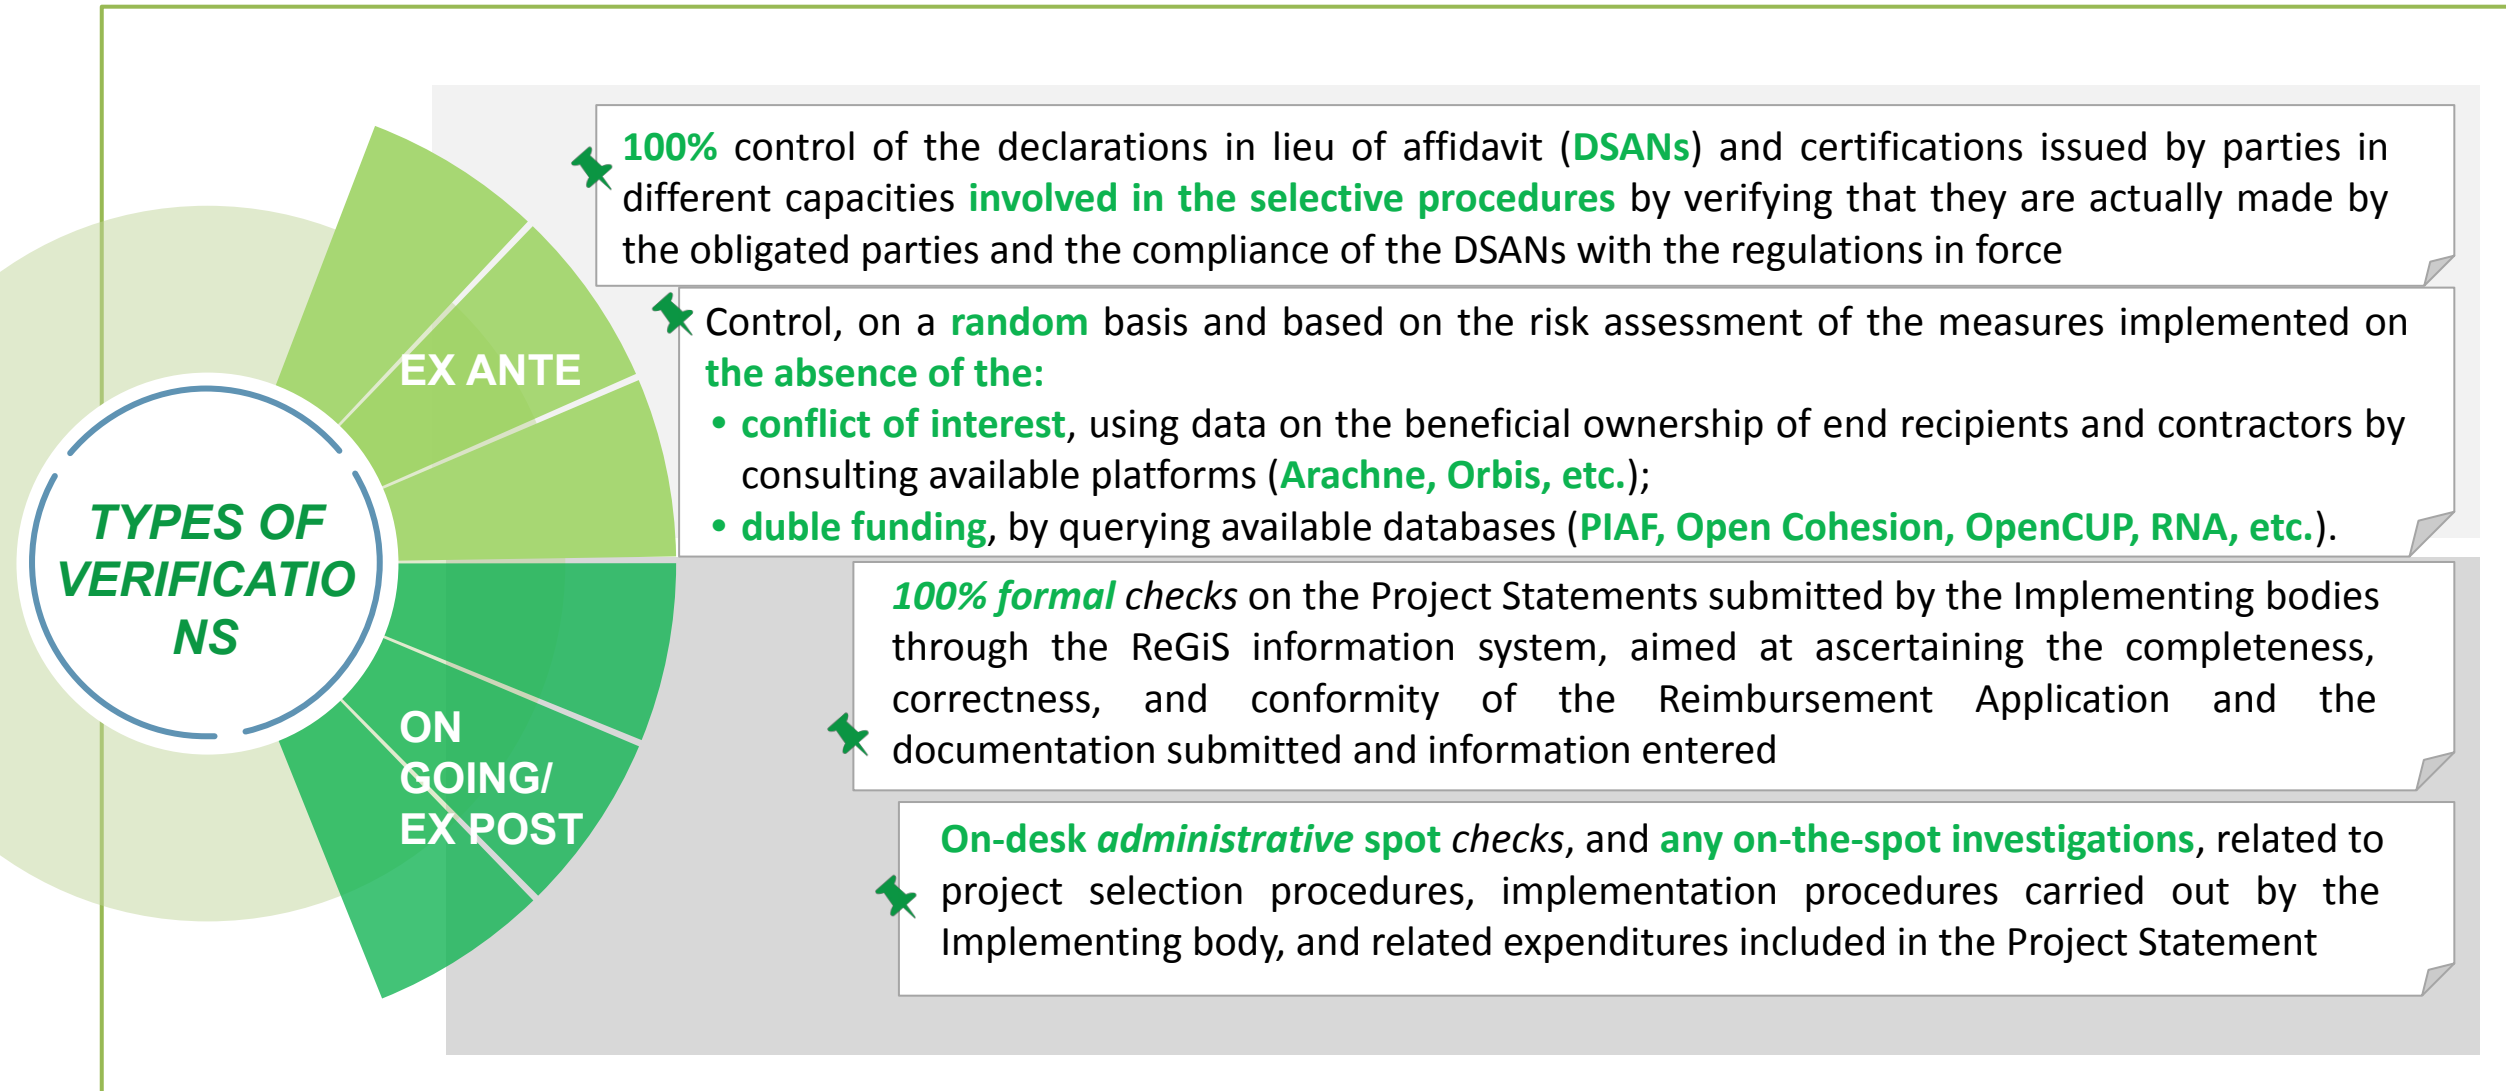 100% control of the declarations in lieu of affidavit (DSANs) and certifications issued by parties in
different capacities involved in the selective procedures by verifying that they are actually made by
the obligated parties and the compliance of the DSANs with the regulations in force
Control, on a random basis and based on the risk assessment of the measures implemented on
the absence of the:
• conflict of interest, using data on the beneficial ownership of end recipients and contractors by
consulting available platforms (Arachne, Orbis, etc.);
• duble funding, by querying available databases (PIAF, Open Cohesion, OpenCUP, RNA, etc.).
EX ANTE
TYPES OF
VERIFICATIO
NS
100% formal checks on the Project Statements submitted by the Implementing bodies
through the ReGiS information system, aimed at ascertaining the completeness,
correctness, and conformity of the Reimbursement Application and the
documentation submitted and information entered
ON
GOING/
EX POST
On-desk administrative spot checks, and any on-the-spot investigations, related to
project selection procedures, implementation procedures carried out by the
Implementing body, and related expenditures included in the Project Statement